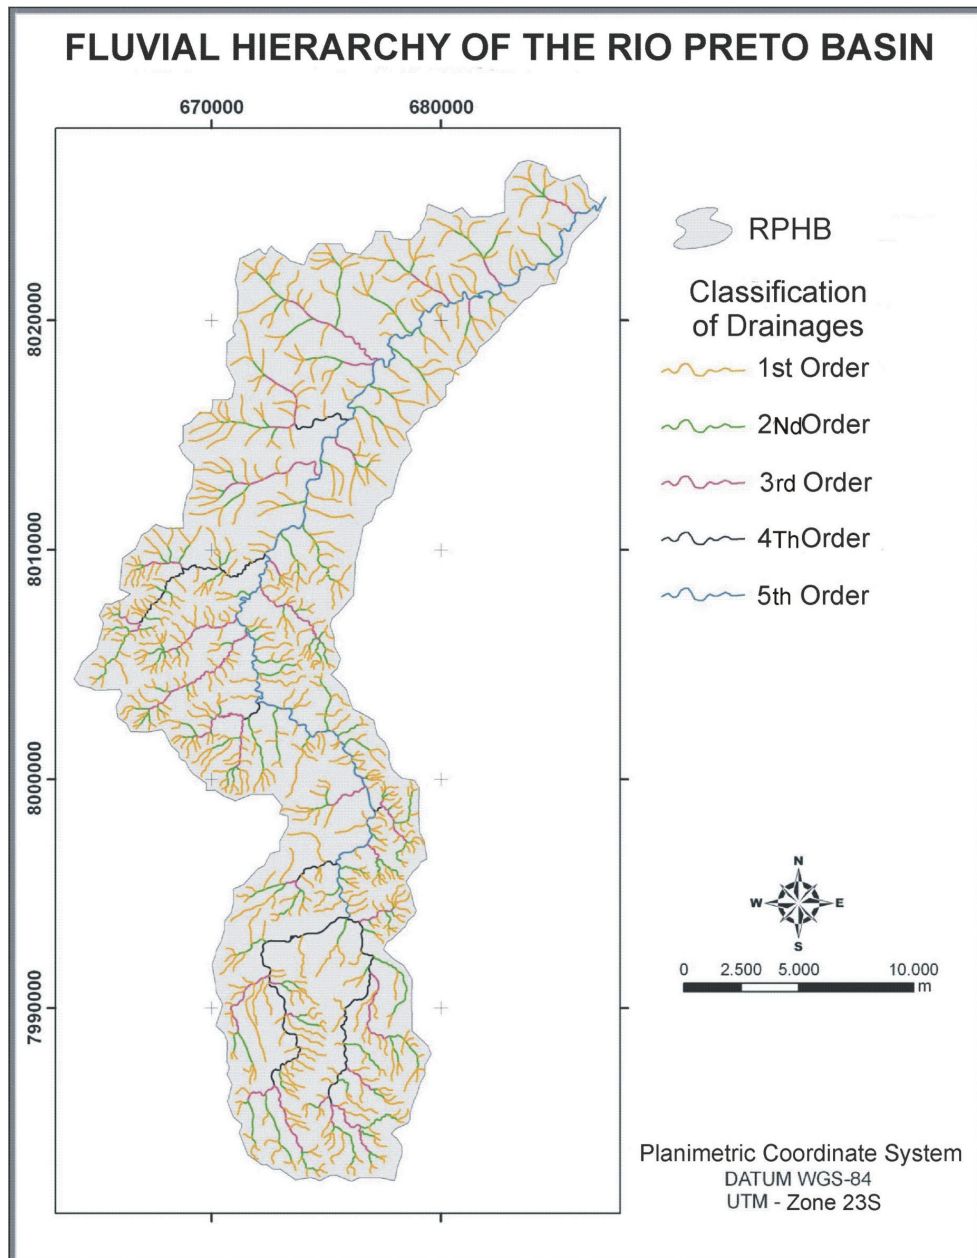 FLUVIAL HIERARCHY OF THE RIO PRETO BASIN
670000 680000
8020000
8010000
8000000
7990000
RPHB
Classification
of Drainages
1st Order
2NdOrder
3rd Order
4ThOrder
5th Order
N
W E
S
0 2.500 5.000 10.000
m
Planimetric Coordinate System
DATUM WGS-84
UTM - Zone 23S